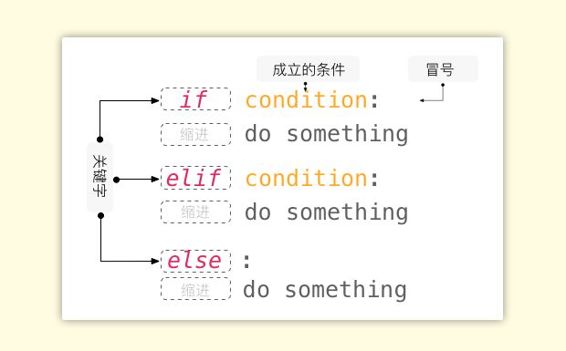 成立的条件 冒号
if condition:
缩进 do something
关键字
elif condition:
缩进 do something
else :
缩进 do something